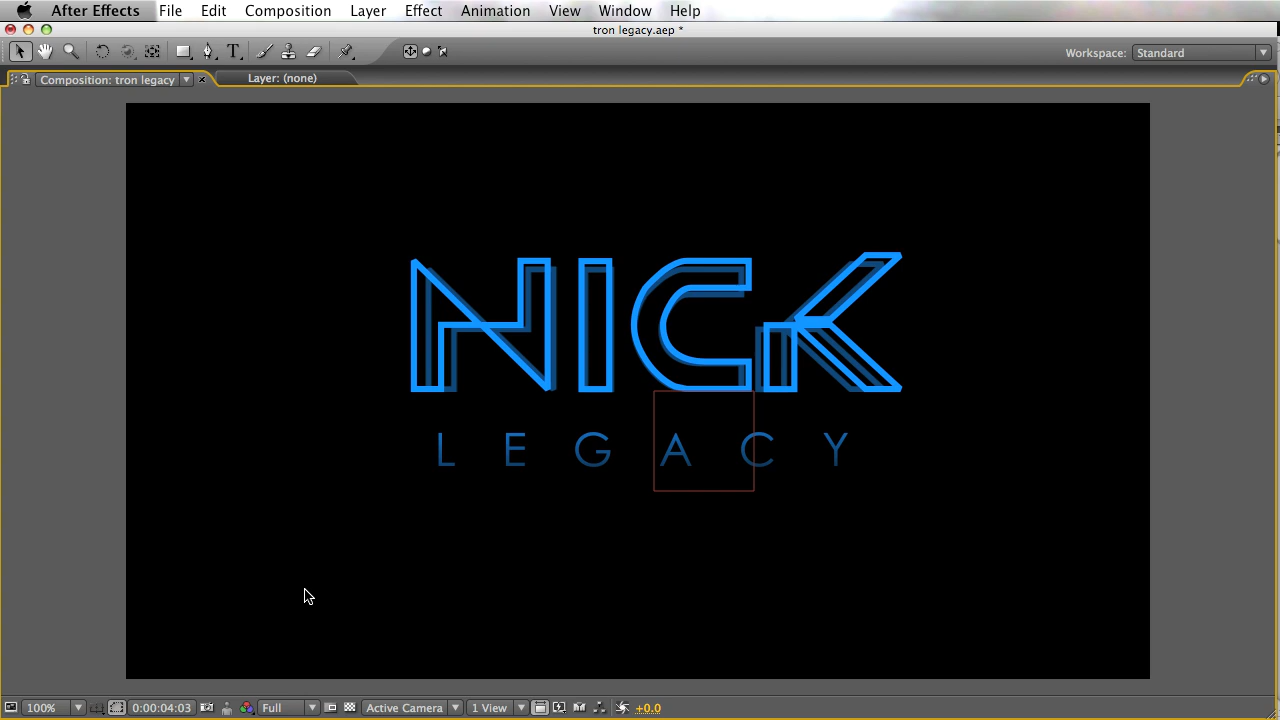 After Effects File Edit Composition Layer Effect Animation View Window Help
tron legacy.aep *
Workspace: Standard
Composition: tron legacy Layer: (none)
NICK
LEGACY
100% 0:00:04:03 Full Active Camera 1 View +0.0